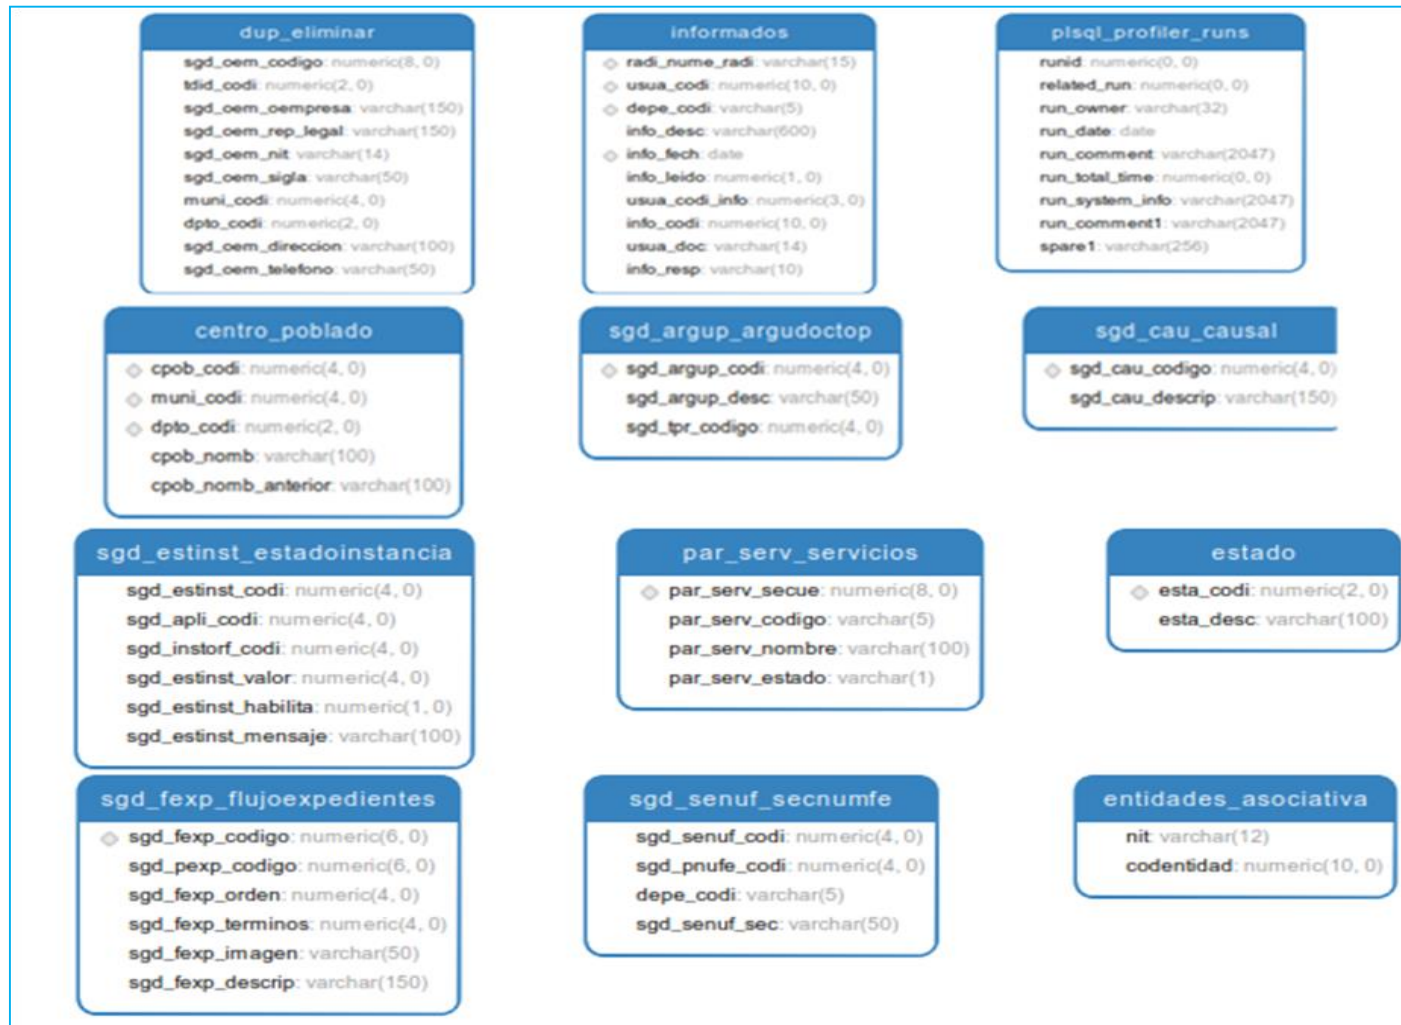 dup_eliminar
sgd_oem_codigo: numeric(8, 0)
tdid_codi: numeric(2, 0)
sgd_oem_oempresa: varchar(150)
sgd_oem_rep_legal: varchar(150)
sgd_oem_nit: varchar(14)
sgd_oem_sigla: varchar(50)
muni_codi: numeric(4, 0)
dpto_codi: numeric(2, 0)
sgd_oem_direccion: varchar(100)
sgd_oem_telefono: varchar(50)
informados
radi_nume_radi: varchar(15)
usua_codi: numeric(10, 0)
depe_codi: varchar(5)
info_desc: varchar(600)
info_fech: date
info_leido: numeric(1, 0)
usua_codi_info: numeric(3, 0)
info_codi: numeric(10, 0)
usua_doc: varchar(14)
info_resp: varchar(10)
plsql_profiler_runs
runid: numeric(0, 0)
related_run: numeric(0, 0)
run_owner: varchar(32)
run_date: date
run_comment: varchar(2047)
run_total_time: numeric(0, 0)
run_system_info: varchar(2047)
run_comment1: varchar(2047)
spare1: varchar(256)
centro_poblado
cpob_codi: numeric(4, 0)
muni_codi: numeric(4, 0)
dpto_codi: numeric(2, 0)
cpob_nomb: varchar(100)
cpob_nomb_anterior: varchar(100)
sgd_argup_argudoctop
sgd_argup_codi: numeric(4, 0)
sgd_argup_desc: varchar(50)
sgd_tpr_codigo: numeric(4, 0)
sgd_cau_causal
sgd_cau_codigo: numeric(4, 0)
sgd_cau_descrip: varchar(150)
sgd_estinst_estadoinstancia
sgd_estinst_codi: numeric(4, 0)
sgd_apli_codi: numeric(4, 0)
sgd_instorf_codi: numeric(4, 0)
sgd_estinst_valor: numeric(4, 0)
sgd_estinst_habilita: numeric(1, 0)
sgd_estinst_mensaje: varchar(100)
par_serv_servicios
par_serv_secue: numeric(8, 0)
par_serv_codigo: varchar(5)
par_serv_nombre: varchar(100)
par_serv_estado: varchar(1)
estado
esta_codi: numeric(2, 0)
esta_desc: varchar(100)
sgd_fexp_flujoexpedientes
sgd_fexp_codigo: numeric(6, 0)
sgd_pexp_codigo: numeric(6, 0)
sgd_fexp_orden: numeric(4, 0)
sgd_fexp_terminos: numeric(4, 0)
sgd_fexp_imagen: varchar(50)
sgd_fexp_descrip: varchar(150)
sgd_senuf_secnumfe
sgd_senuf_codi: numeric(4, 0)
sgd_pnufe_codi: numeric(4, 0)
depe_codi: varchar(5)
sgd_senuf_sec: varchar(50)
entidades_asociativa
nit: varchar(12)
codentidad: numeric(10, 0)